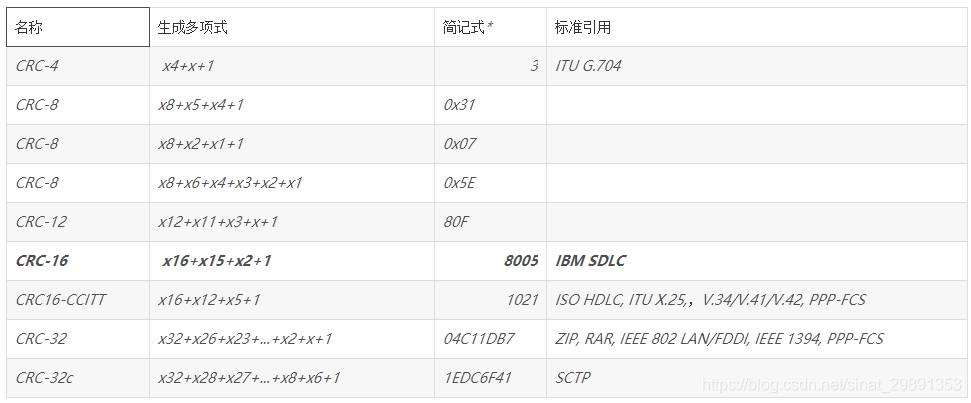 名称 生成多项式 简记式* 标准引用
CRC-4 x4+x+1 3 ITU G.704
CRC-8 x8+x5+x4+1 0x31
CRC-8 x8+x2+x1+1 0x07
CRC-8 x8+x6+x4+x3+x2+x1 0x5E
CRC-12 x12+x11+x3+x+1 80F
CRC-16 x16+x15+x2+1 8005 IBM SDLC
CRC16-CCITT x16+x12+x5+1 1021 ISO HDLC, ITU X.25,，V.34/V.41/V.42, PPP-FCS
CRC-32 x32+x26+x23+...+x2+x+1 04C11DB7 ZIP, RAR, IEEE 802 LAN/FDDI, IEEE 1394, PPP-FCS
CRC-32c x32+x28+x27+...+x8+x6+1 1EDC6F41 SCTP
https://blog.csdn.net/sinat_29891353